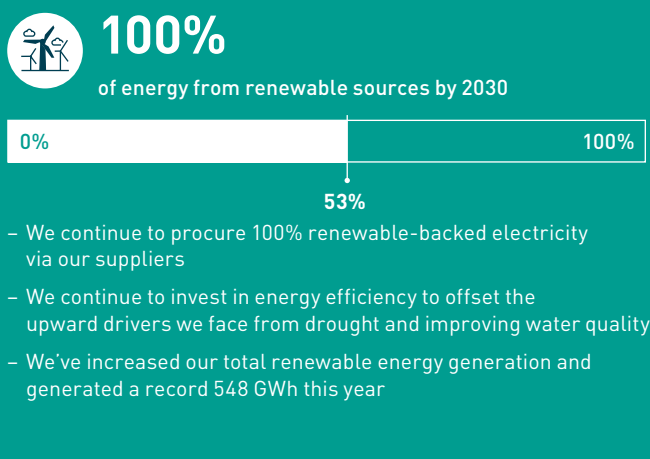 100%
of energy from renewable sources by 2030
0%
100%
53%
– We continue to procure 100% renewable-backed electricity
via our suppliers
– We continue to invest in energy efficiency to offset the
upward drivers we face from drought and improving water quality
– We’ve increased our total renewable energy generation and
generated a record 548 GWh this year